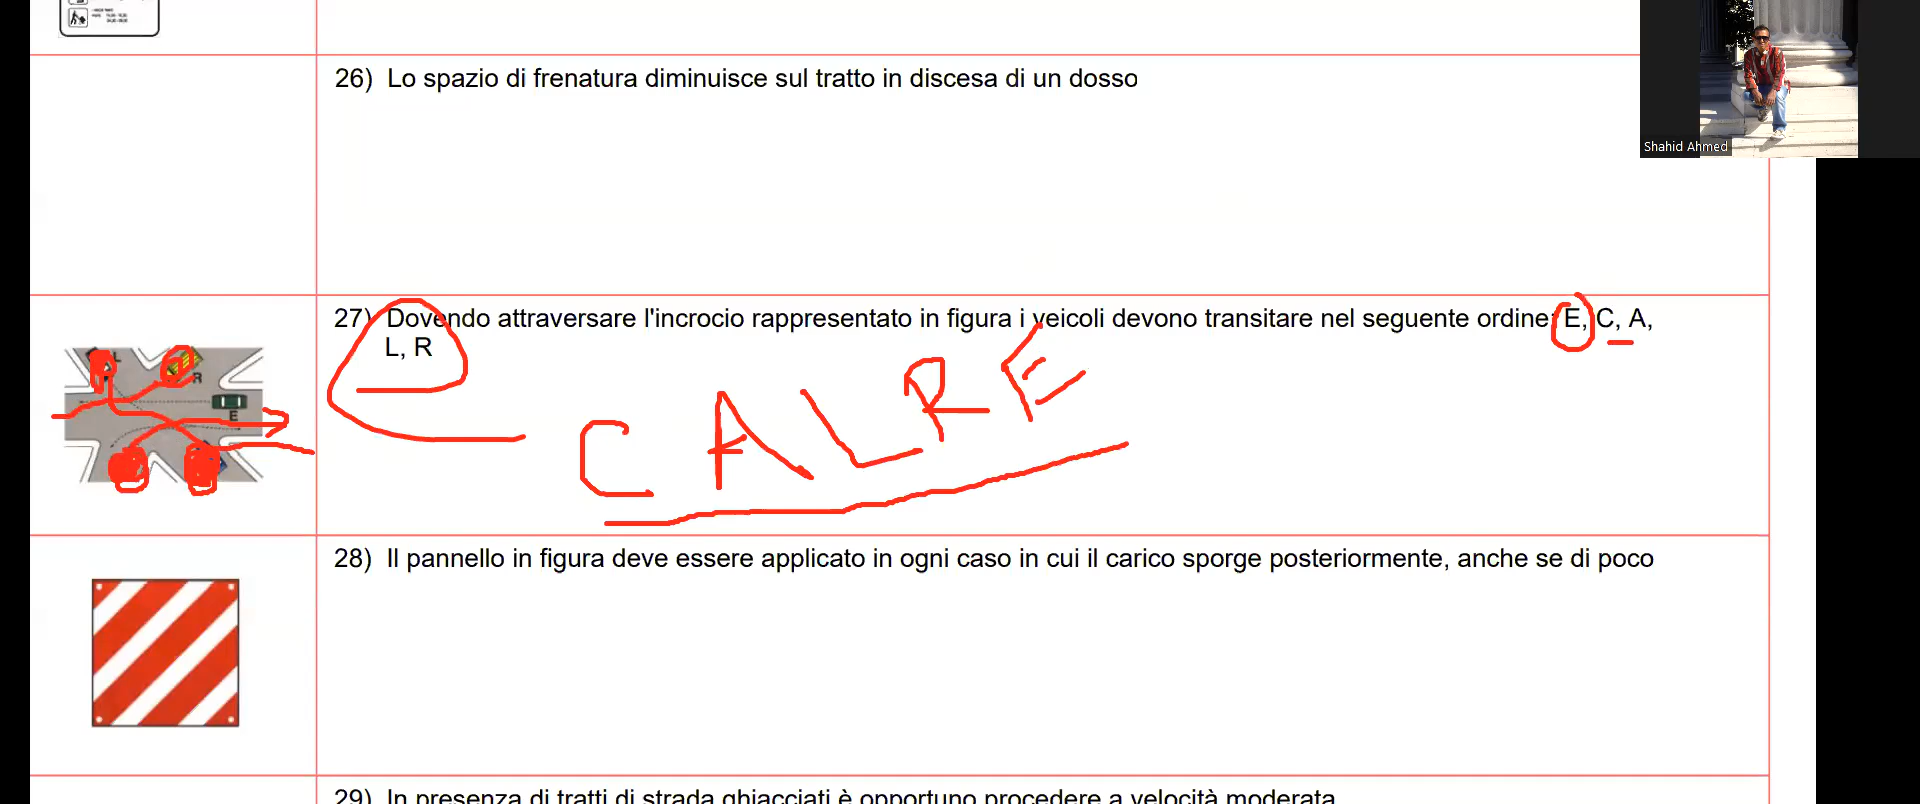 26) Lo spazio di frenatura diminuisce sul tratto in discesa di un dosso
Shahid Ahmed
27) Dovendo attraversare l'incrocio rappresentato in figura i veicoli devono transitare nel seguente ordine: E, C, A,
L, R
L
R
E
C A L R E
28) Il pannello in figura deve essere applicato in ogni caso in cui il carico sporge posteriormente, anche se di poco
29) In presenza di tratti di strada ghiacciati è opportuno procedere a velocità moderata